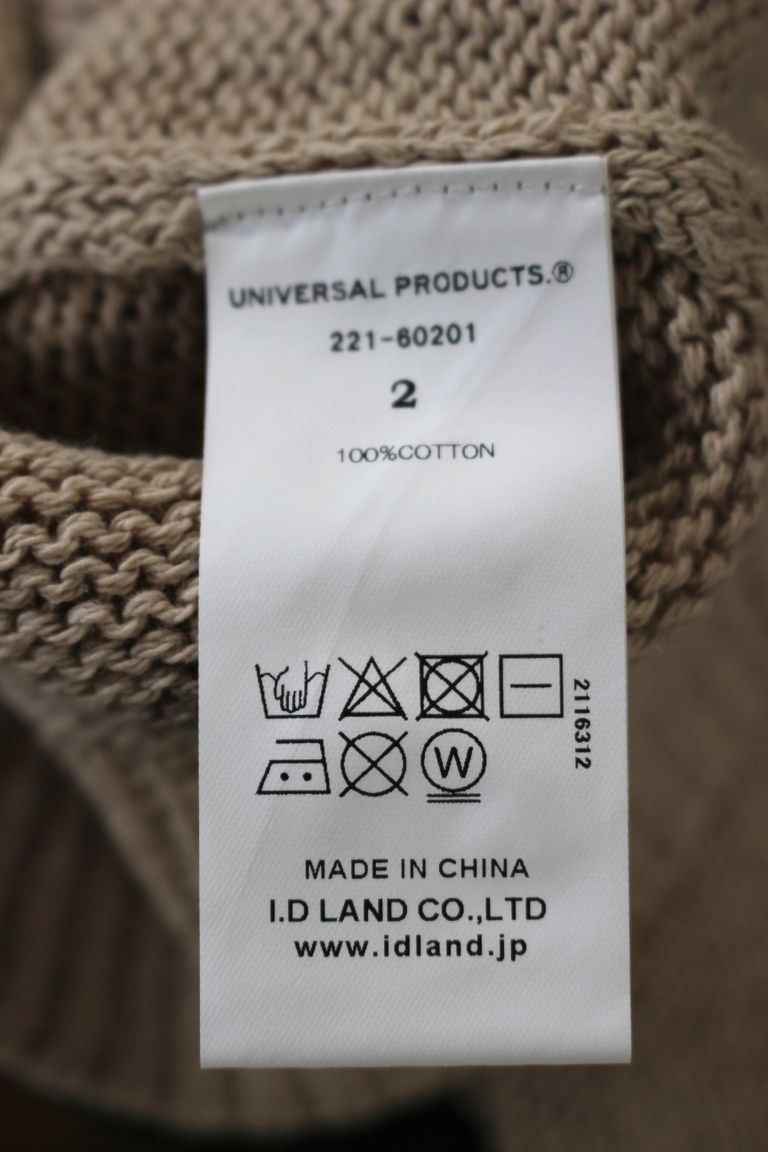 UNIVERSAL PRODUCTS.®
221-60201
2
100%COTTON
2116312
W
MADE IN CHINA
I.D LAND CO.,LTD
www.idland.jp